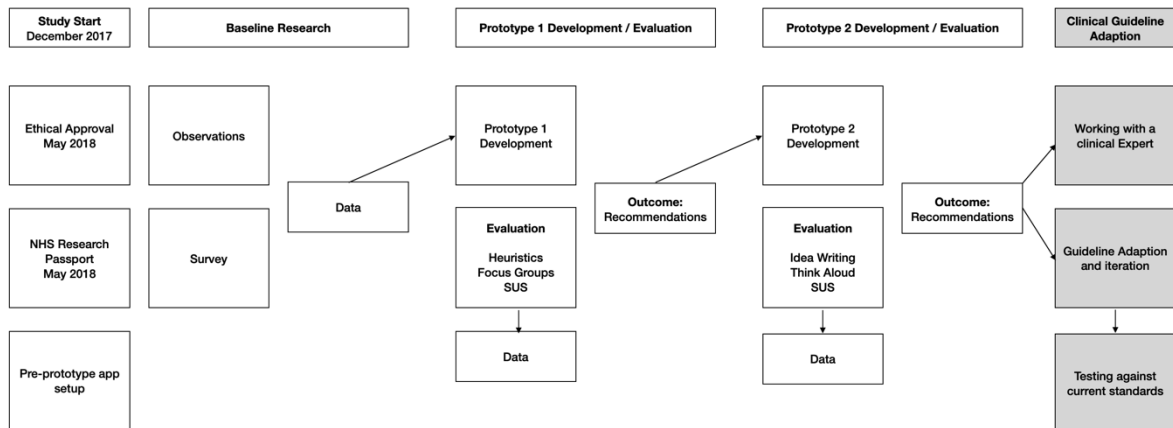 Study Start
December 2017
Baseline Research
Prototype 1 Development / Evaluation
Prototype 2 Development / Evaluation
Clinical Guideline
Adaption
Ethical Approval
May 2018
Observations
Prototype 1
Development
Prototype 2
Development
Working with a
clinical Expert
Data
Outcome:
Recommendations
Outcome:
Recommendations
NHS Research
Passport
May 2018
Survey
Evaluation
Heuristics
Focus Groups
SUS
Evaluation
Idea Writing
Think Aloud
SUS
Guideline Adaption
and iteration
Pre-prototype app
setup
Data
Data
Testing against
current standards